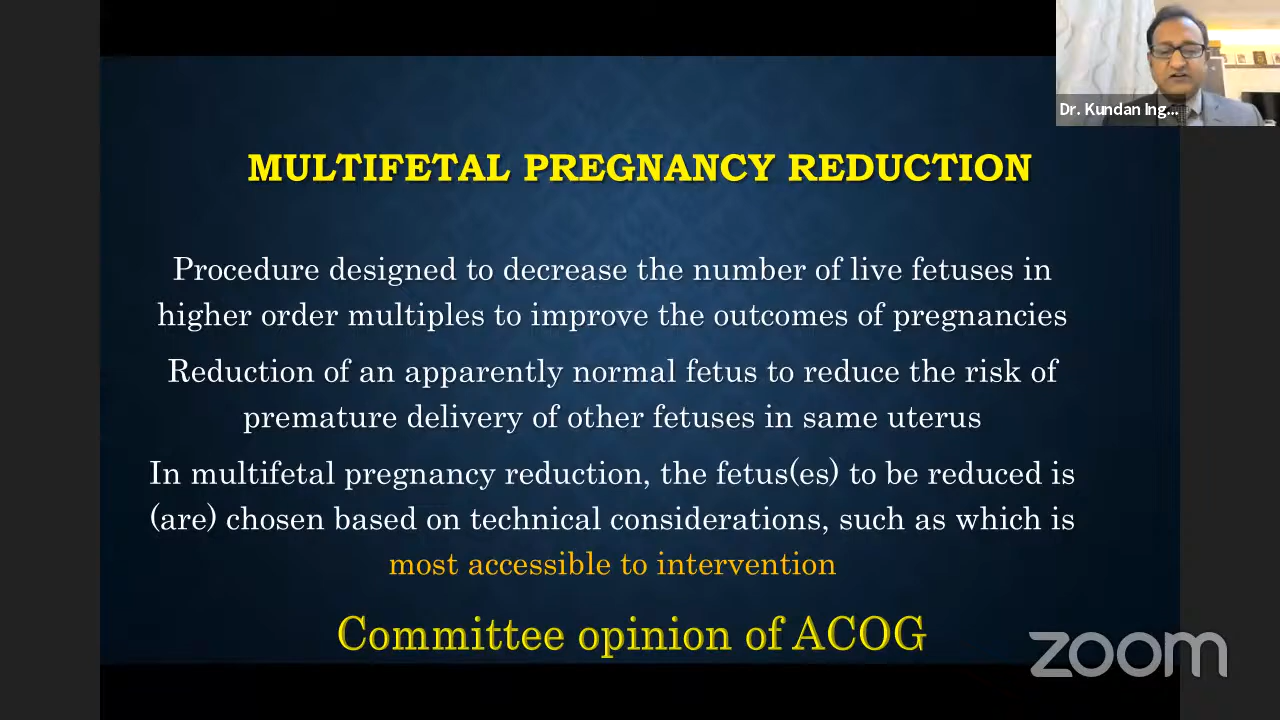 Dr. Kundan Ing...
MULTIFETAL PREGNANCY REDUCTION
Procedure designed to decrease the number of live fetuses in
higher order multiples to improve the outcomes of pregnancies
Reduction of an apparently normal fetus to reduce the risk of
premature delivery of other fetuses in same uterus
In multifetal pregnancy reduction, the fetus(es) to be reduced is
(are) chosen based on technical considerations, such as which is
most accessible to intervention
Committee opinion of ACOG
zoom